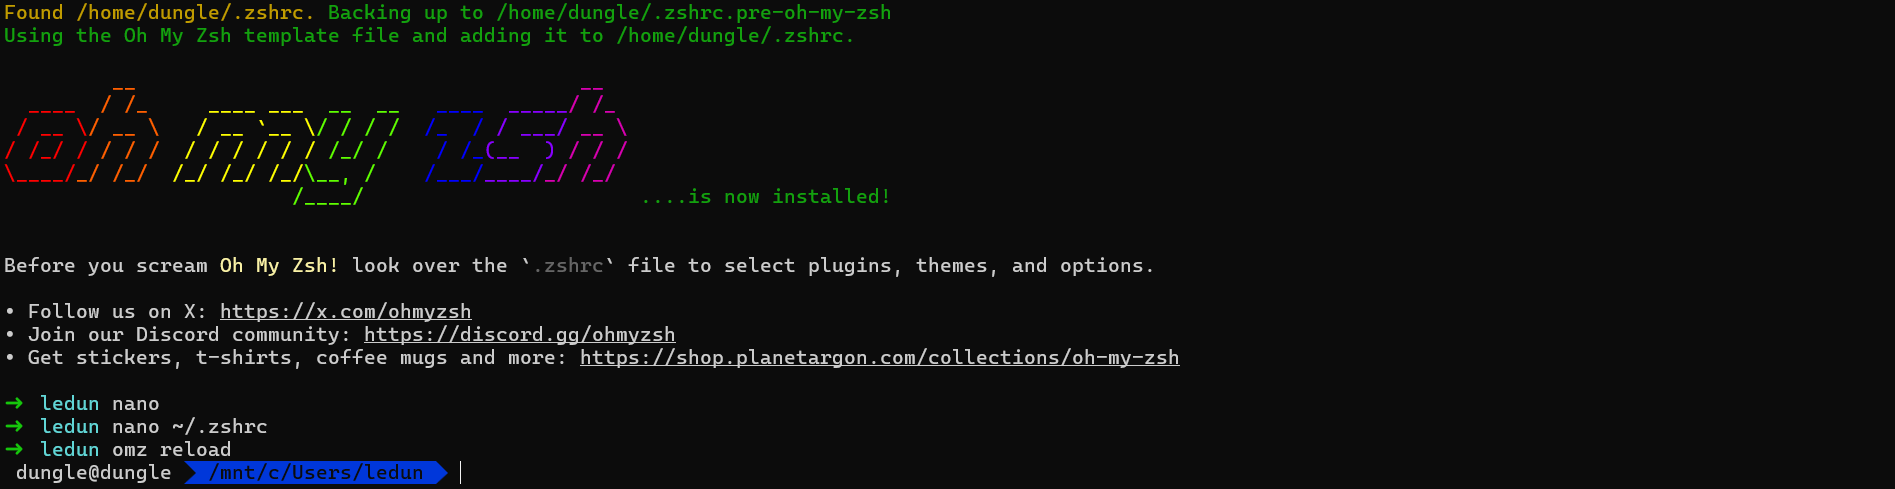 Found /home/dungle/.zshrc. Backing up to /home/dungle/.zshrc.pre-oh-my-zsh
Using the Oh My Zsh template file and adding it to /home/dungle/.zshrc.
oh my zsh
....is now installed!
Before you scream Oh My Zsh! look over the `.zshrc` file to select plugins, themes, and options.
• Follow us on X: https://x.com/ohmyzsh
• Join our Discord community: https://discord.gg/ohmyzsh
• Get stickers, t-shirts, coffee mugs and more: https://shop.planetargon.com/collections/oh-my-zsh
➜ ledun nano
➜ ledun nano ~/.zshrc
➜ ledun omz reload
dungle@dungle /mnt/c/Users/ledun